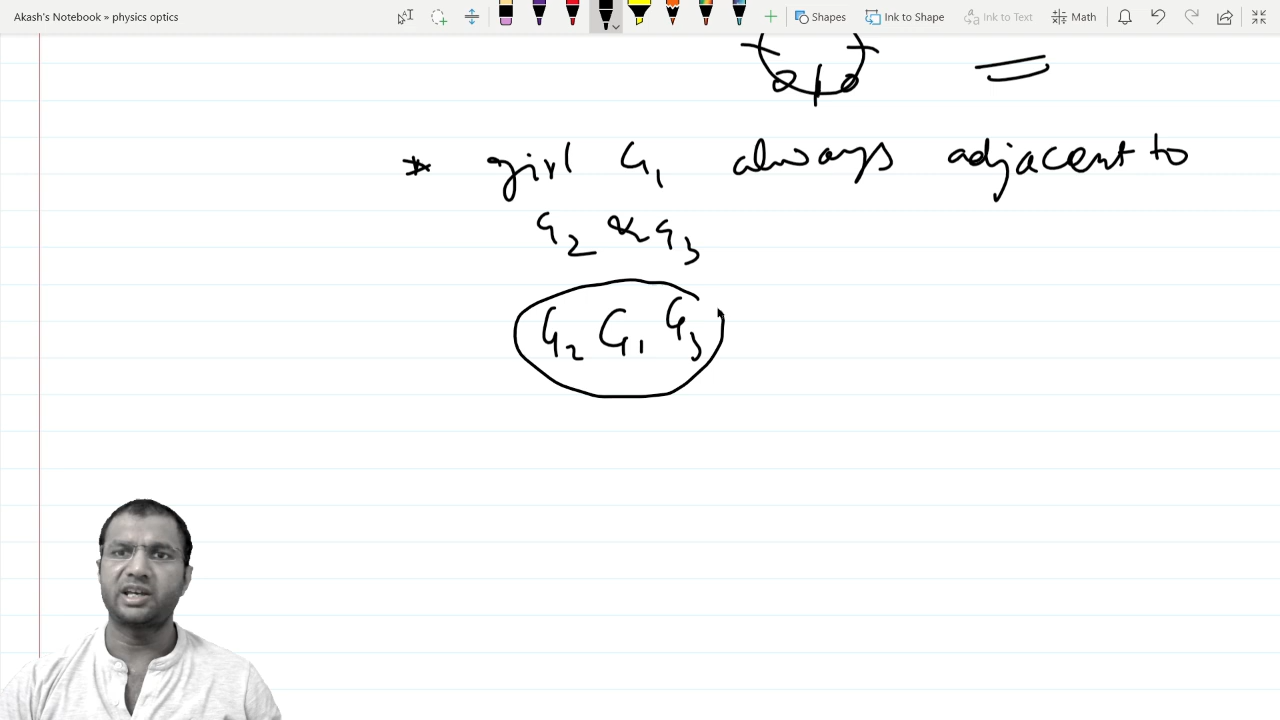 Akash's Notebook » physics optics
Shapes
Ink to Shape
Ink to Text
Math
* girl G₁ always adjacent to
G₂ & G₃
G₂ G₁ G₃